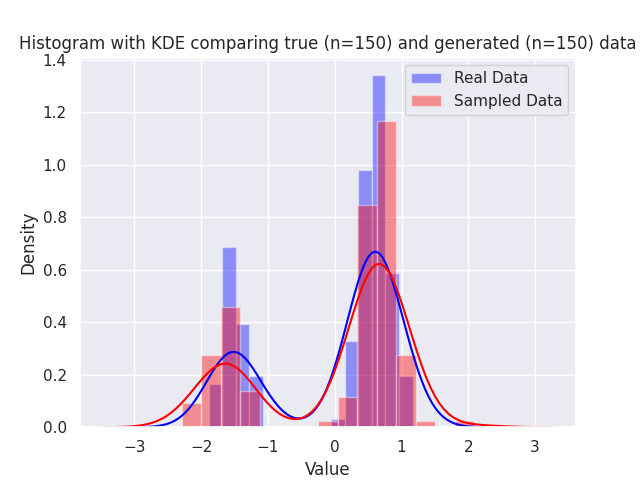 Histogram with KDE comparing true (n=150) and generated (n=150) data
Real Data
Sampled Data
Density
1.4
1.2
1.0
0.8
0.6
0.4
0.2
0.0
−3 −2 −1 0 1 2 3
Value